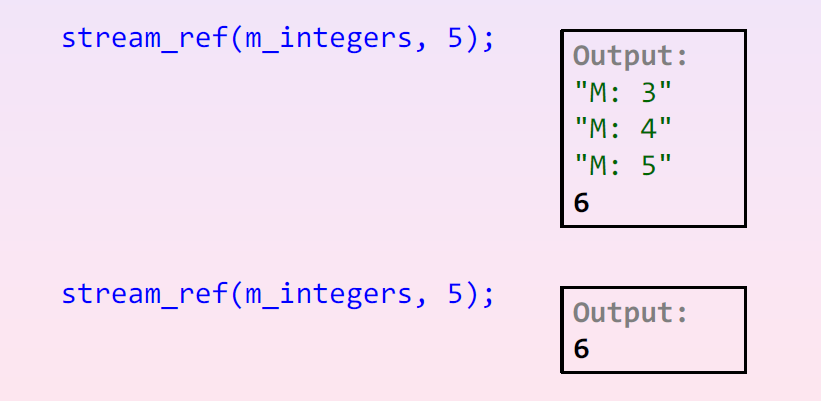 stream_ref(m_integers, 5);
Output:
"M: 3"
"M: 4"
"M: 5"
6
stream_ref(m_integers, 5);
Output:
6